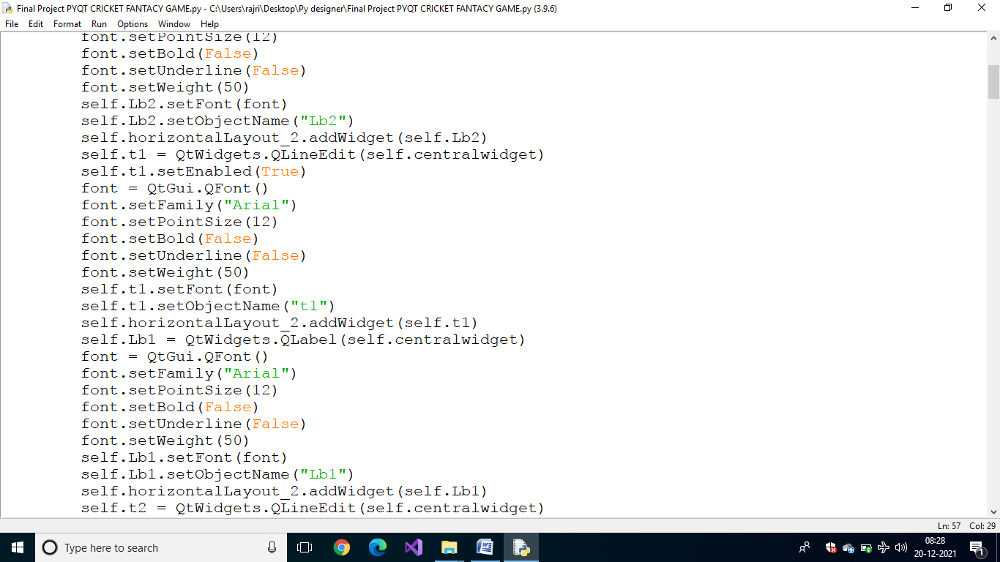 Final Project PYQT CRICKET FANTACY GAME.py - C:\Users\rajri\Desktop\Py designer\Final Project PYQT CRICKET FANTACY GAME.py (3.9.6)
File Edit Format Run Options Window Help
font.setPointSize(12)
font.setBold(False)
font.setUnderline(False)
font.setWeight(50)
self.Lb2.setFont(font)
self.Lb2.setObjectName("Lb2")
self.horizontalLayout_2.addWidget(self.Lb2)
self.t1 = QtWidgets.QLineEdit(self.centralwidget)
self.t1.setEnabled(True)
font = QtGui.QFont()
font.setFamily("Arial")
font.setPointSize(12)
font.setBold(False)
font.setUnderline(False)
font.setWeight(50)
self.t1.setFont(font)
self.t1.setObjectName("t1")
self.horizontalLayout_2.addWidget(self.t1)
self.Lb1 = QtWidgets.QLabel(self.centralwidget)
font = QtGui.QFont()
font.setFamily("Arial")
font.setPointSize(12)
font.setBold(False)
font.setUnderline(False)
font.setWeight(50)
self.Lb1.setFont(font)
self.Lb1.setObjectName("Lb1")
self.horizontalLayout_2.addWidget(self.Lb1)
self.t2 = QtWidgets.QLineEdit(self.centralwidget)
Ln: 57 Col: 29
Type here to search
08:28
20-12-2021
1